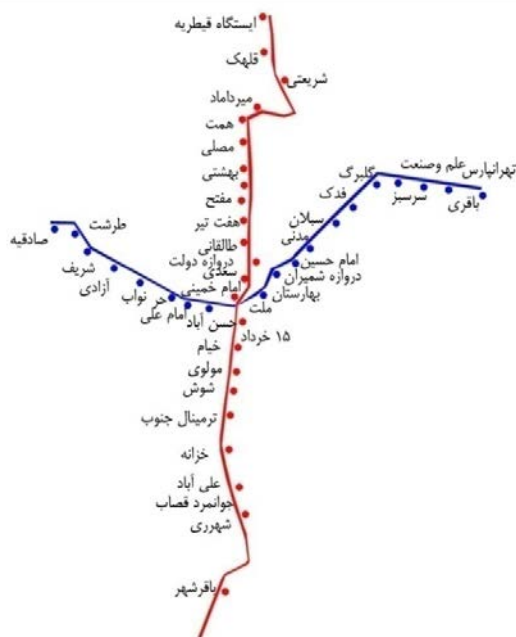 ایستگاه قیطریه
قلهک
شریعتی
میرداماد
همت
مصلی
بهشتی
مفتح
هفت تیر
طالقانی
دروازه دولت
سعدی
امام خمینی
تهرانپارس
باقری
علم وصنعت
سرسبز
گلبرگ
فدک
سبلان
مدنی
امام حسین
دروازه شمیران
بهارستان
ملت
حسن آباد
امام علی
حر
نواب
آزادی
شریف
طرشت
صادقیه
۱۵ خرداد
خیام
مولوی
شوش
ترمینال جنوب
خزانه
علی آباد
جوانمرد قصاب
شهرری
باقرشهر